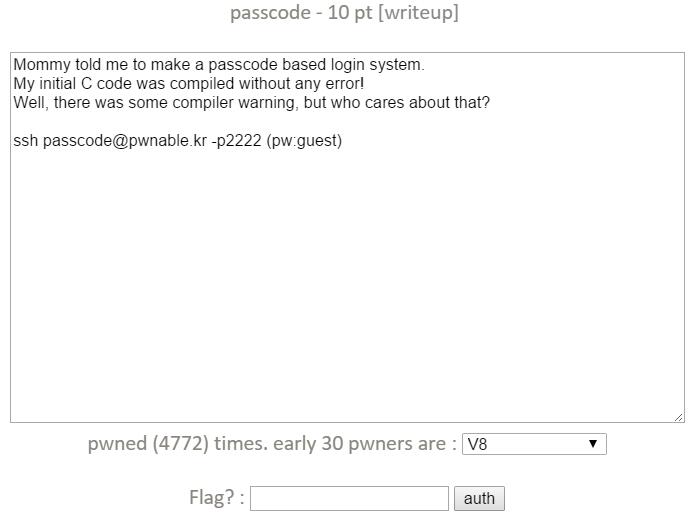 passcode - 10 pt [writeup]
Mommy told me to make a passcode based login system.
My initial C code was compiled without any error!
Well, there was some compiler warning, but who cares about that?
ssh passcode@pwnable.kr -p2222 (pw:guest)
pwned (4772) times. early 30 pwners are : V8
Flag? : auth